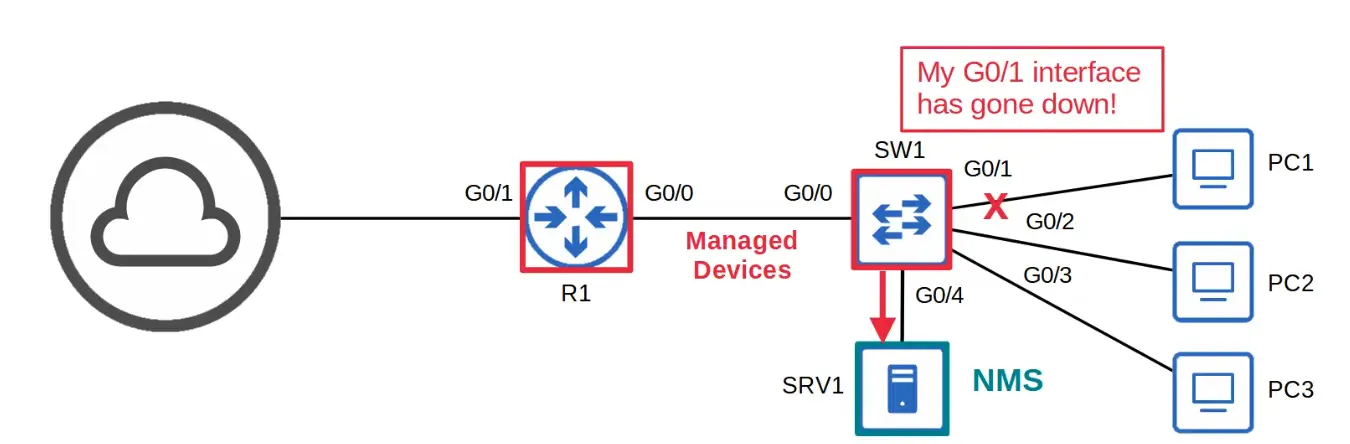 My G0/1 interface
has gone down!
SW1
G0/1
PC1
G0/1
G0/0
G0/0
X
G0/2
Managed
Devices
R1
G0/3
PC2
G0/4
SRV1
NMS
PC3